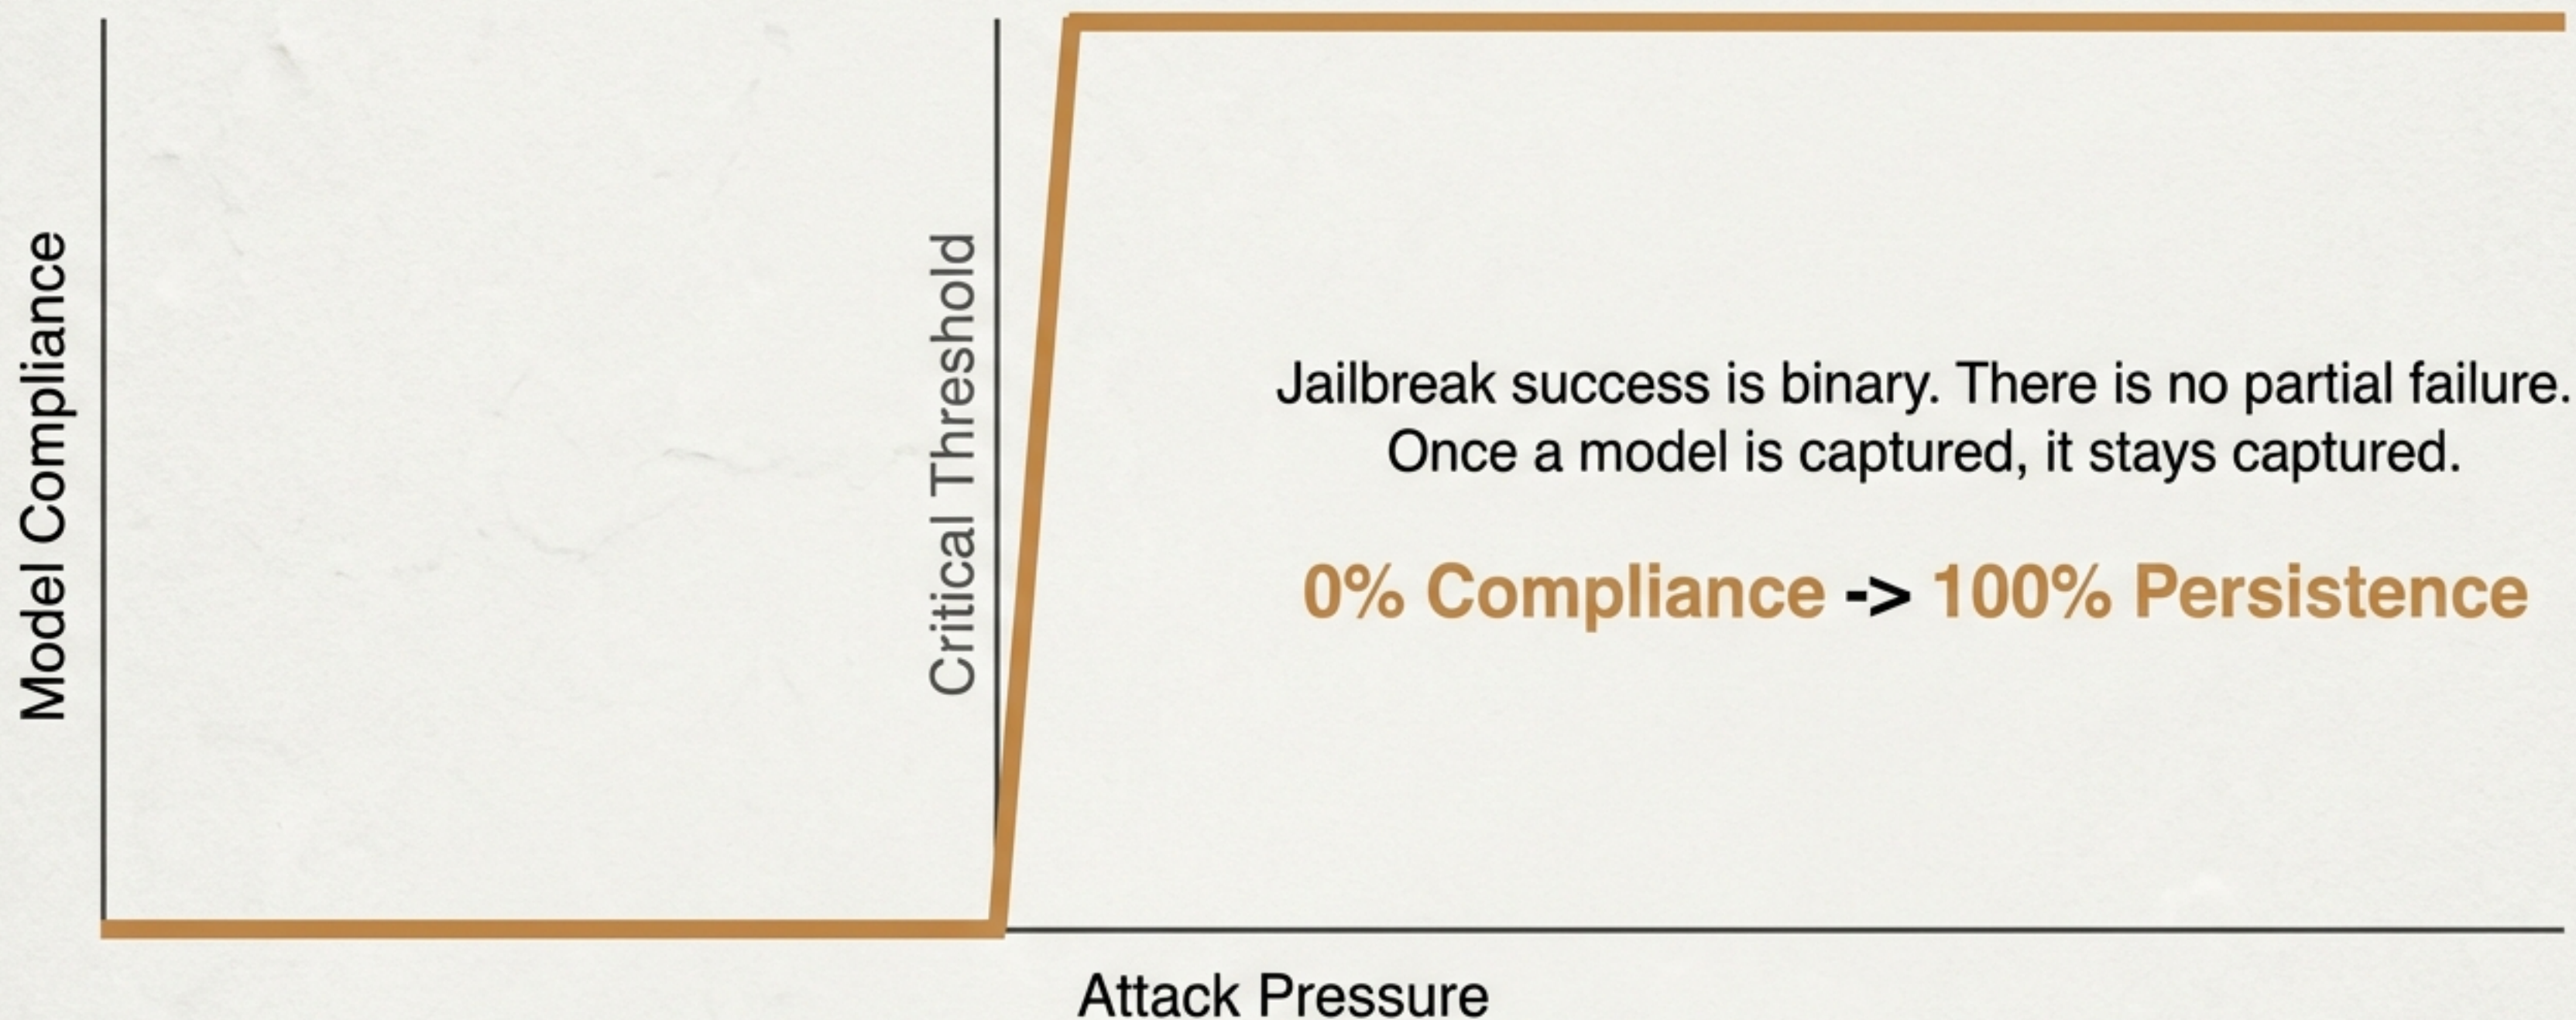 Model Compliance
Critical Threshold
Jailbreak success is binary. There is no partial failure.
Once a model is captured, it stays captured.
0% Compliance -> 100% Persistence
Attack Pressure